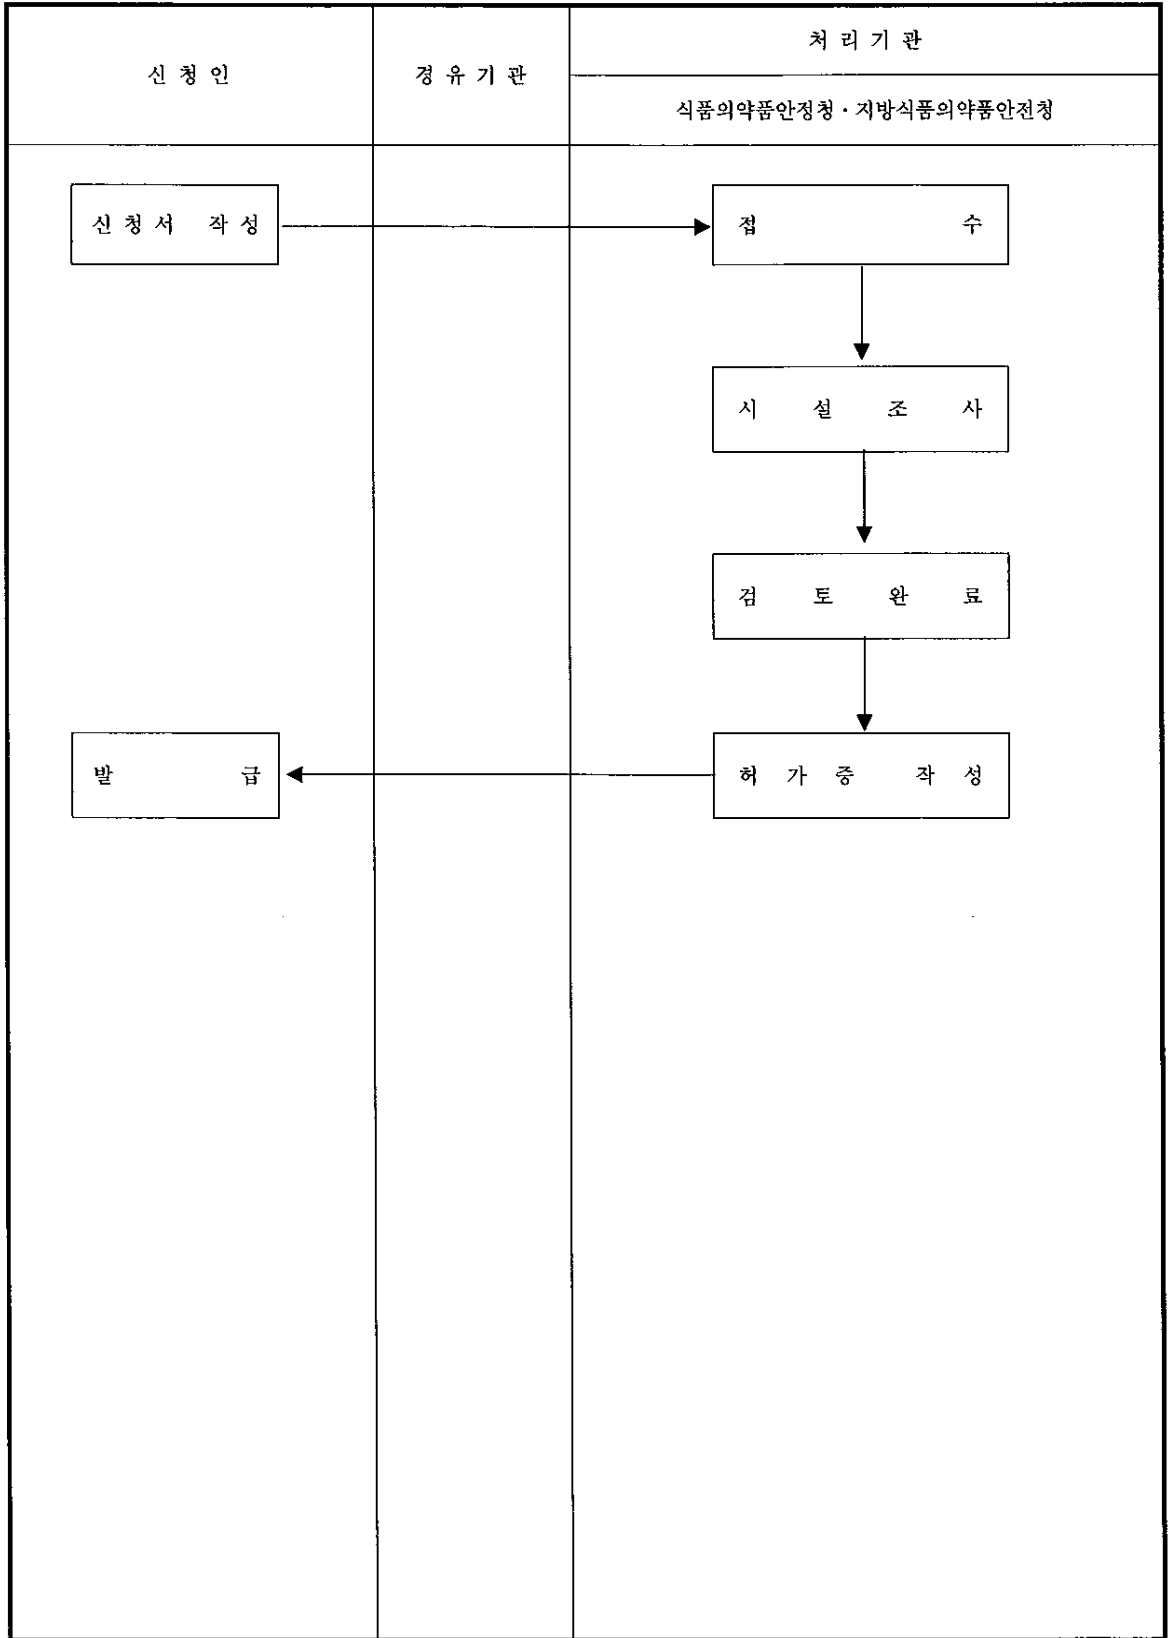 처 리 기 관
신 청 인
경 유 기 관
식품의약품안정청 · 지방식품의약품안전청
신 청 서 작 성
접 수
시 설 조 사
검 토 완 료
발 급
허 가 증 작 성